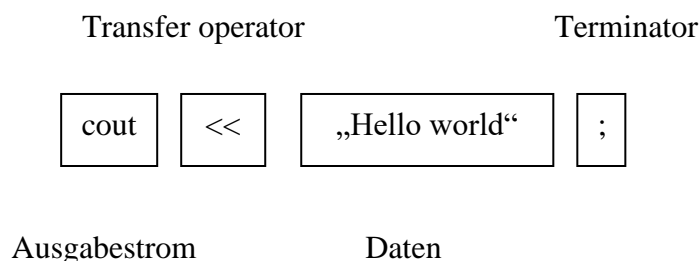 Transfer operator Terminator
cout << „Hello world“ ;
Ausgabestrom Daten